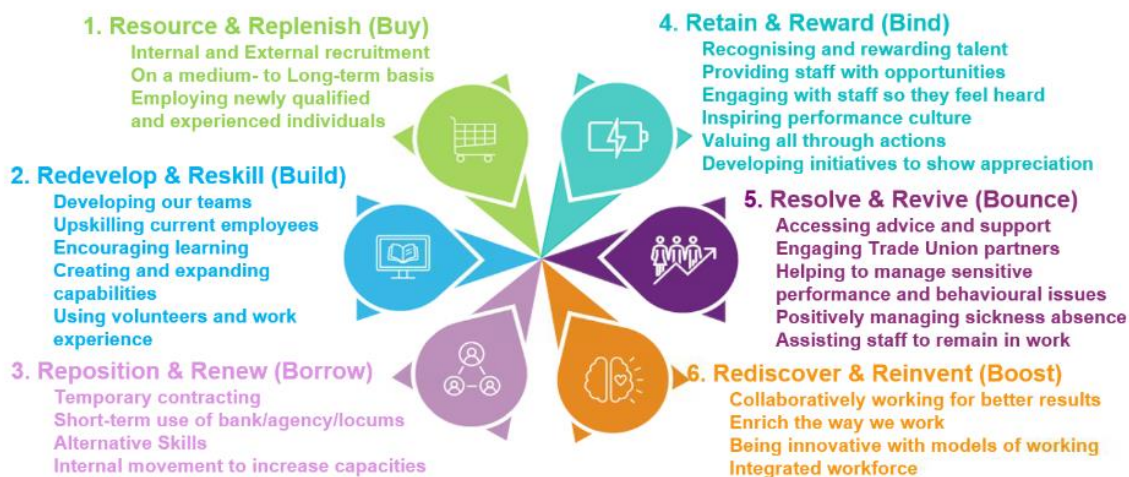 1. Resource & Replenish (Buy)
Internal and External recruitment
On a medium- to Long-term basis
Employing newly qualified
and experienced individuals
2. Redevelop & Reskill (Build)
Developing our teams
Upskilling current employees
Encouraging learning
Creating and expanding
capabilities
Using volunteers and work
experience
3. Reposition & Renew (Borrow)
Temporary contracting
Short-term use of bank/agency/locums
Alternative Skills
Internal movement to increase capacities
4. Retain & Reward (Bind)
Recognising and rewarding talent
Providing staff with opportunities
Engaging with staff so they feel heard
Inspiring performance culture
Valuing all through actions
Developing initiatives to show appreciation
5. Resolve & Revive (Bounce)
Accessing advice and support
Engaging Trade Union partners
Helping to manage sensitive
performance and behavioural issues
Positively managing sickness absence
Assisting staff to remain in work
6. Rediscover & Reinvent (Boost)
Collaboratively working for better results
Enrich the way we work
Being innovative with models of working
Integrated workforce